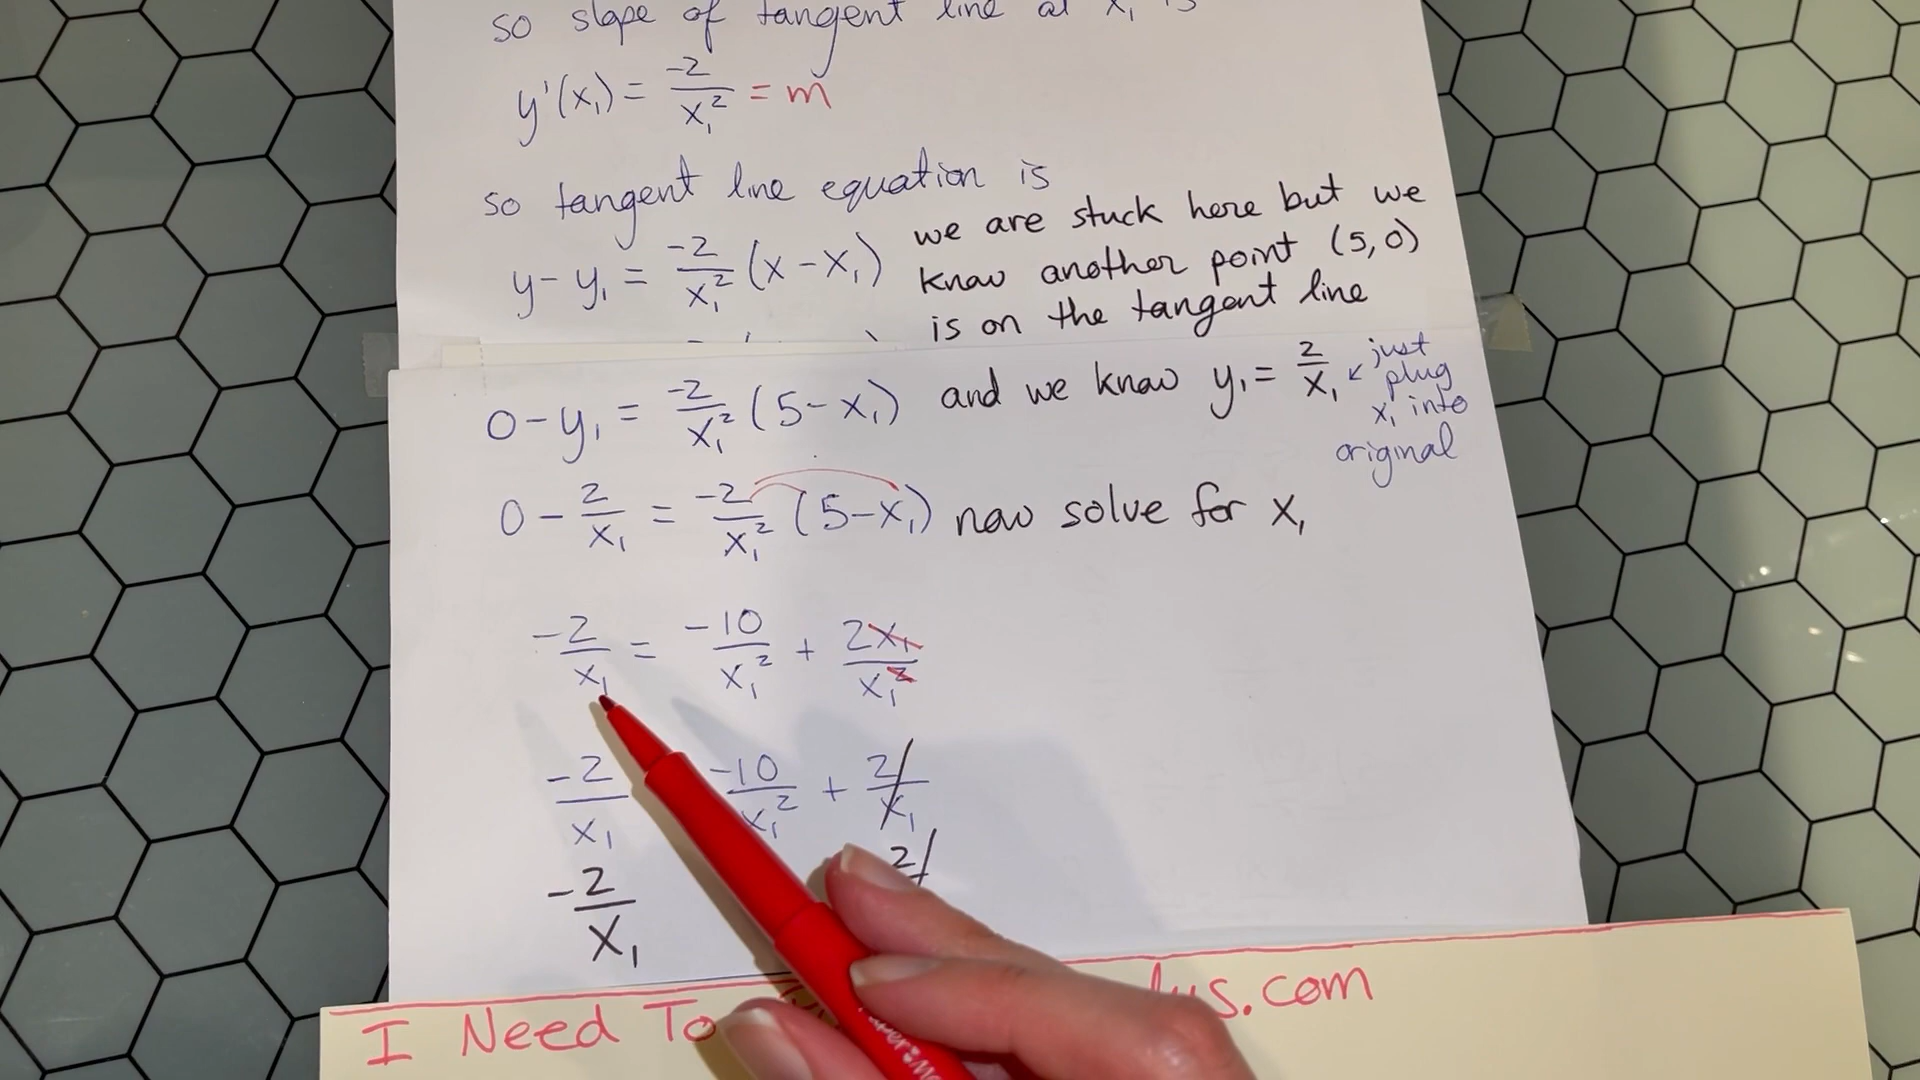 so slope of tangent line at x₁ is
y'(x₁) = -2/x₁² = m
so tangent line equation is
y - y₁ = -2/x₁² (x - x₁)
we are stuck here but we
know another point (5,0)
is on the tangent line
0 - y₁ = -2/x₁² (5 - x₁) and we know y₁ = 2/x₁
just
plug
x₁ into
original
0 - 2/x₁ = -2/x₁² (5 - x₁) now solve for x₁
-2/x₁ = -10/x₁² + 2x₁/x₁²
-2/x₁ -10/x₁² + 2/x₁
-2/x₁ 2
I Need To lus.com